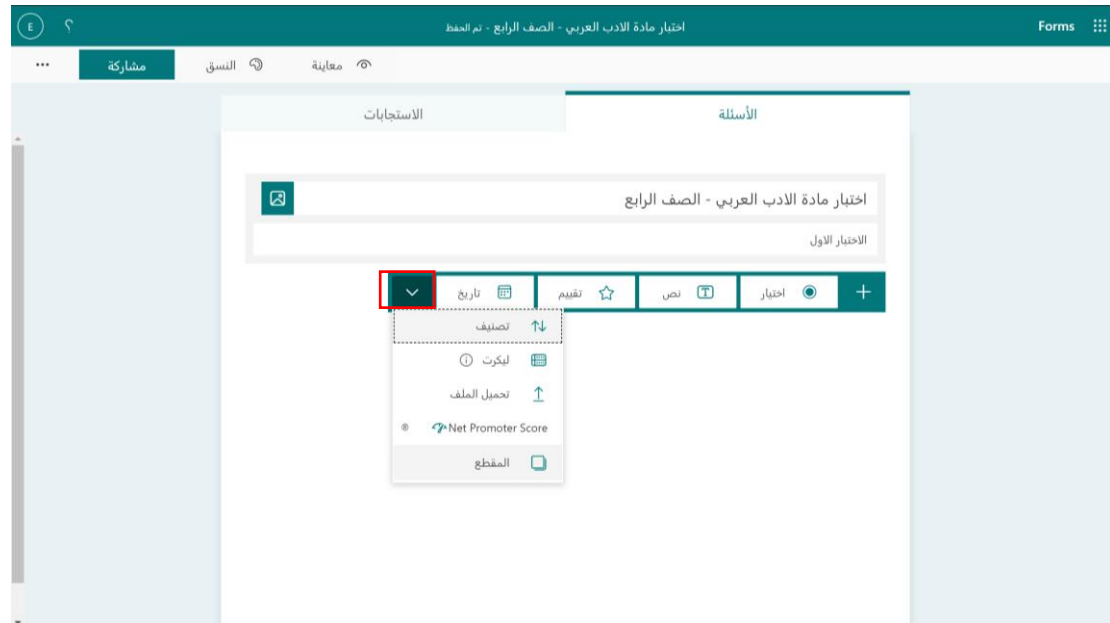 Forms
اختبار مادة الادب العربي - الصف الرابع - تم الحفظ
؟
E
معاينة
النسق
مشاركة
...
الأسئلة
الاستجابات
اختبار مادة الادب العربي - الصف الرابع
الاختبار الاول
+ اختيار نص تقييم تاريخ
تصنيف
ليكرت
تحميل الملف
Net Promoter Score ®
المقطع